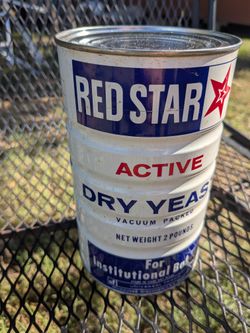 RED STAR
ACTIVE
DRY YEAS
VACUUM PACKED
NET WEIGHT 2 POUNDS
For
Institutional